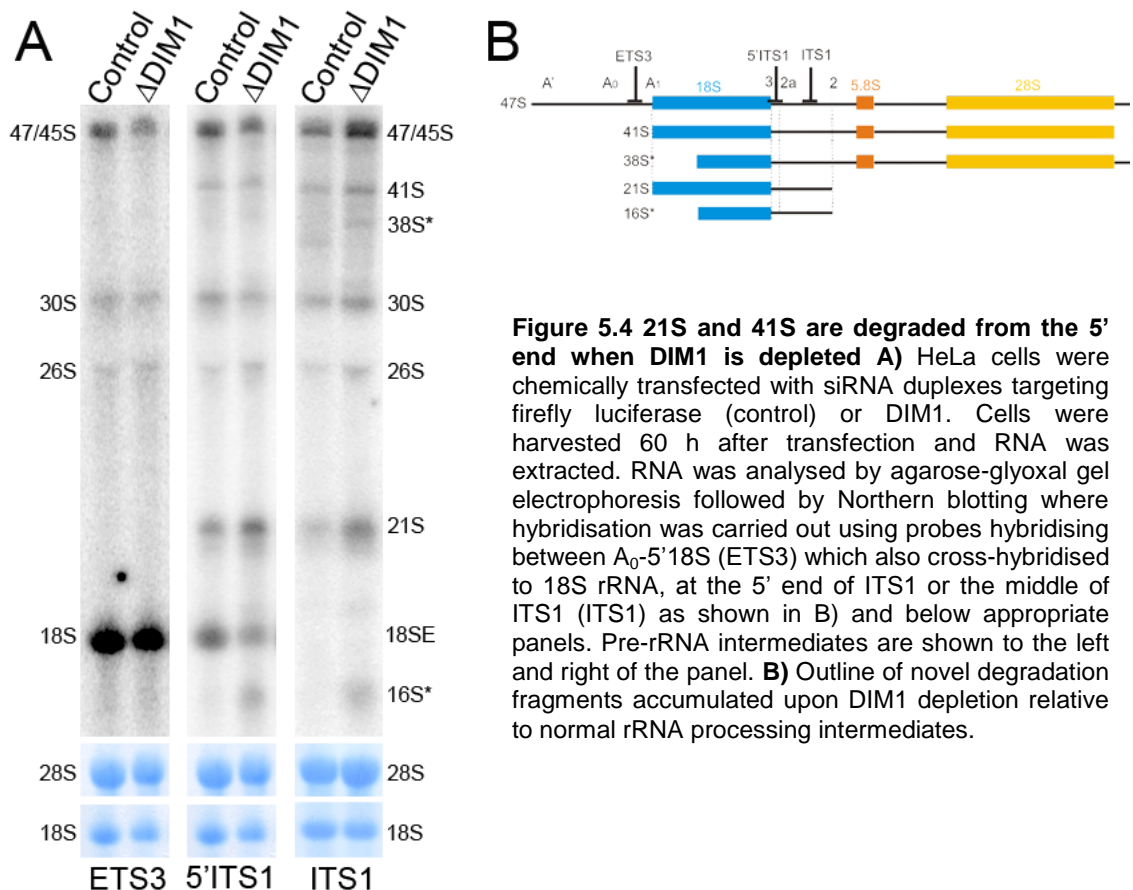 A
Control
ΔDIM1
Control
ΔDIM1
Control
ΔDIM1
47/45S
30S
26S
18S
28S
18S
47/45S
41S
38S*
30S
26S
21S
18SE
16S*
28S
18S
ETS3
5'ITS1
ITS1
B
ETS3
5'ITS1
ITS1
A'
A0
A1
18S
3
2a
2
5.8S
28S
47S
41S
38S*
21S
16S*
Figure 5.4 21S and 41S are degraded from the 5’
end when DIM1 is depleted A) HeLa cells were
chemically transfected with siRNA duplexes targeting
firefly luciferase (control) or DIM1. Cells were
harvested 60 h after transfection and RNA was
extracted. RNA was analysed by agarose-glyoxal gel
electrophoresis followed by Northern blotting where
hybridisation was carried out using probes hybridising
between A0-5’18S (ETS3) which also cross-hybridised
to 18S rRNA, at the 5’ end of ITS1 or the middle of
ITS1 (ITS1) as shown in B) and below appropriate
panels. Pre-rRNA intermediates are shown to the left
and right of the panel. B) Outline of novel degradation
fragments accumulated upon DIM1 depletion relative
to normal rRNA processing intermediates.